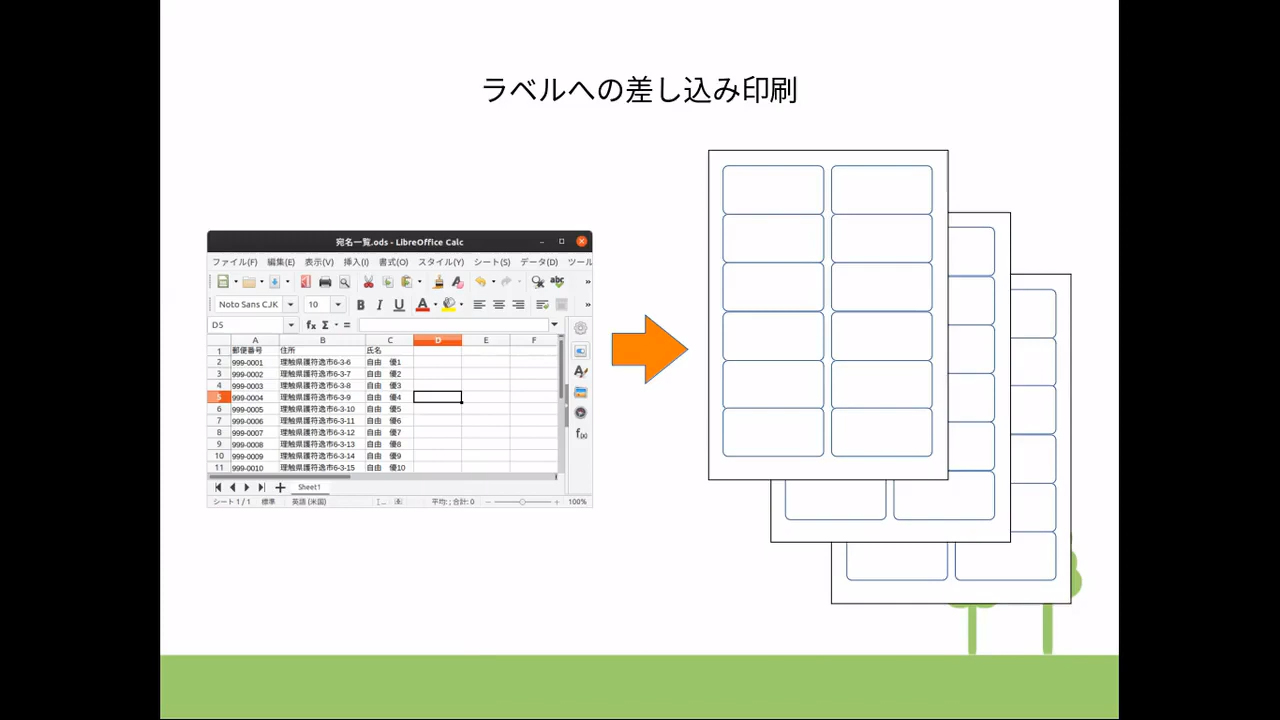 ラベルへの差し込み印刷
宛名一覧.ods - LibreOffice Calc
ファイル(F) 編集(E) 表示(V) 挿入(I) 書式(O) スタイル(Y) シート(S) データ(D) ツール
Noto Sans CJK 10 B I U A
D5 fx Σ =
A B C D E F
1 郵便番号 住所 氏名
2 999-0001 理触県護符逸市6-3-6 自由 優1
3 999-0002 理触県護符逸市6-3-7 自由 優2
4 999-0003 理触県護符逸市6-3-8 自由 優3
5 999-0004 理触県護符逸市6-3-9 自由 優4
6 999-0005 理触県護符逸市6-3-10 自由 優5
7 999-0006 理触県護符逸市6-3-11 自由 優6
8 999-0007 理触県護符逸市6-3-12 自由 優7
9 999-0008 理触県護符逸市6-3-13 自由 優8
10 999-0009 理触県護符逸市6-3-14 自由 優9
11 999-0010 理触県護符逸市6-3-15 自由 優10
Sheet1
シート 1 / 1 標準 英語 (米国) 平均: ; 合計: 0 100%